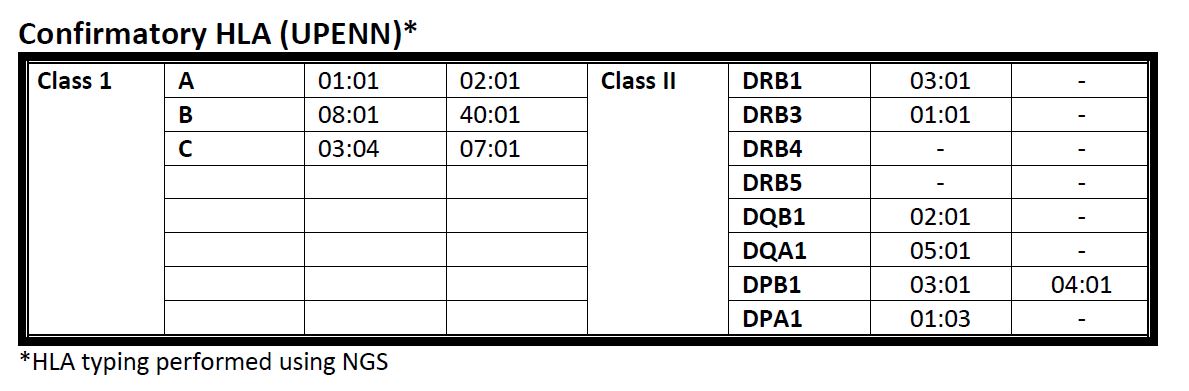 Confirmatory HLA (UPENN)*
Class 1 A 01:01 02:01 Class II DRB1 03:01 -
B 08:01 40:01 DRB3 01:01 -
C 03:04 07:01 DRB4 - -
DRB5 - -
DQB1 02:01 -
DQA1 05:01 -
DPB1 03:01 04:01
DPA1 01:03 -
*HLA typing performed using NGS